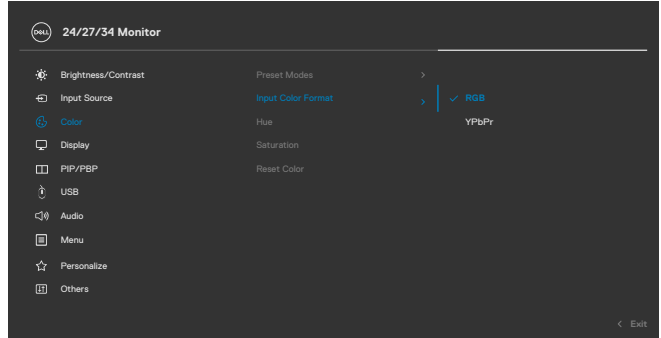 DELL 24/27/34 Monitor
Brightness/Contrast Preset Modes >
Input Source Input Color Format > ✓ RGB
Color Hue YPbPr
Display Saturation
PIP/PBP Reset Color
USB
Audio
Menu
Personalize
Others
< Exit